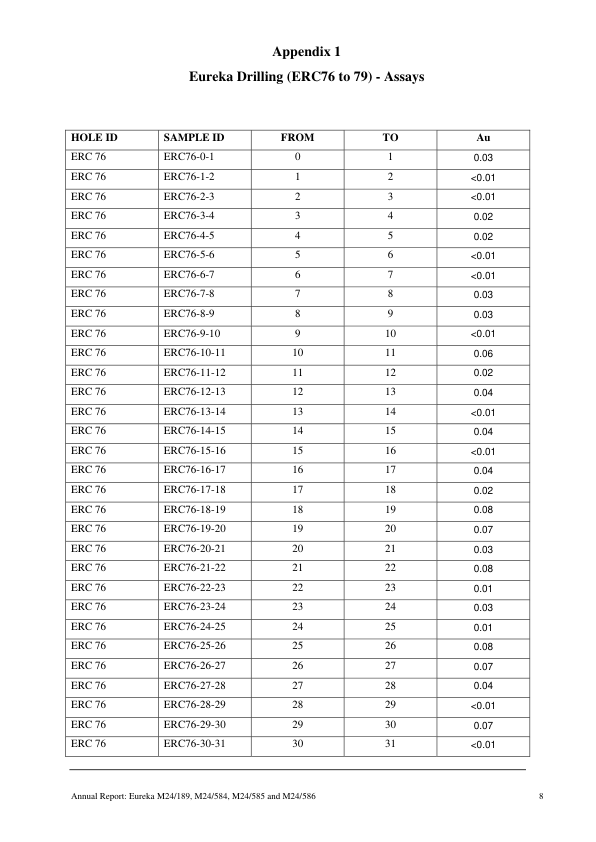 Appendix 1
Eureka Drilling (ERC76 to 79) - Assays
HOLE ID SAMPLE ID FROM TO Au
ERC 76 ERC76-0-1 0 1 0.03
ERC 76 ERC76-1-2 1 2 <0.01
ERC 76 ERC76-2-3 2 3 <0.01
ERC 76 ERC76-3-4 3 4 0.02
ERC 76 ERC76-4-5 4 5 0.02
ERC 76 ERC76-5-6 5 6 <0.01
ERC 76 ERC76-6-7 6 7 <0.01
ERC 76 ERC76-7-8 7 8 0.03
ERC 76 ERC76-8-9 8 9 0.03
ERC 76 ERC76-9-10 9 10 <0.01
ERC 76 ERC76-10-11 10 11 0.06
ERC 76 ERC76-11-12 11 12 0.02
ERC 76 ERC76-12-13 12 13 0.04
ERC 76 ERC76-13-14 13 14 <0.01
ERC 76 ERC76-14-15 14 15 0.04
ERC 76 ERC76-15-16 15 16 <0.01
ERC 76 ERC76-16-17 16 17 0.04
ERC 76 ERC76-17-18 17 18 0.02
ERC 76 ERC76-18-19 18 19 0.08
ERC 76 ERC76-19-20 19 20 0.07
ERC 76 ERC76-20-21 20 21 0.03
ERC 76 ERC76-21-22 21 22 0.08
ERC 76 ERC76-22-23 22 23 0.01
ERC 76 ERC76-23-24 23 24 0.03
ERC 76 ERC76-24-25 24 25 0.01
ERC 76 ERC76-25-26 25 26 0.08
ERC 76 ERC76-26-27 26 27 0.07
ERC 76 ERC76-27-28 27 28 0.04
ERC 76 ERC76-28-29 28 29 <0.01
ERC 76 ERC76-29-30 29 30 0.07
ERC 76 ERC76-30-31 30 31 <0.01
Annual Report: Eureka M24/189, M24/584, M24/585 and M24/586 8